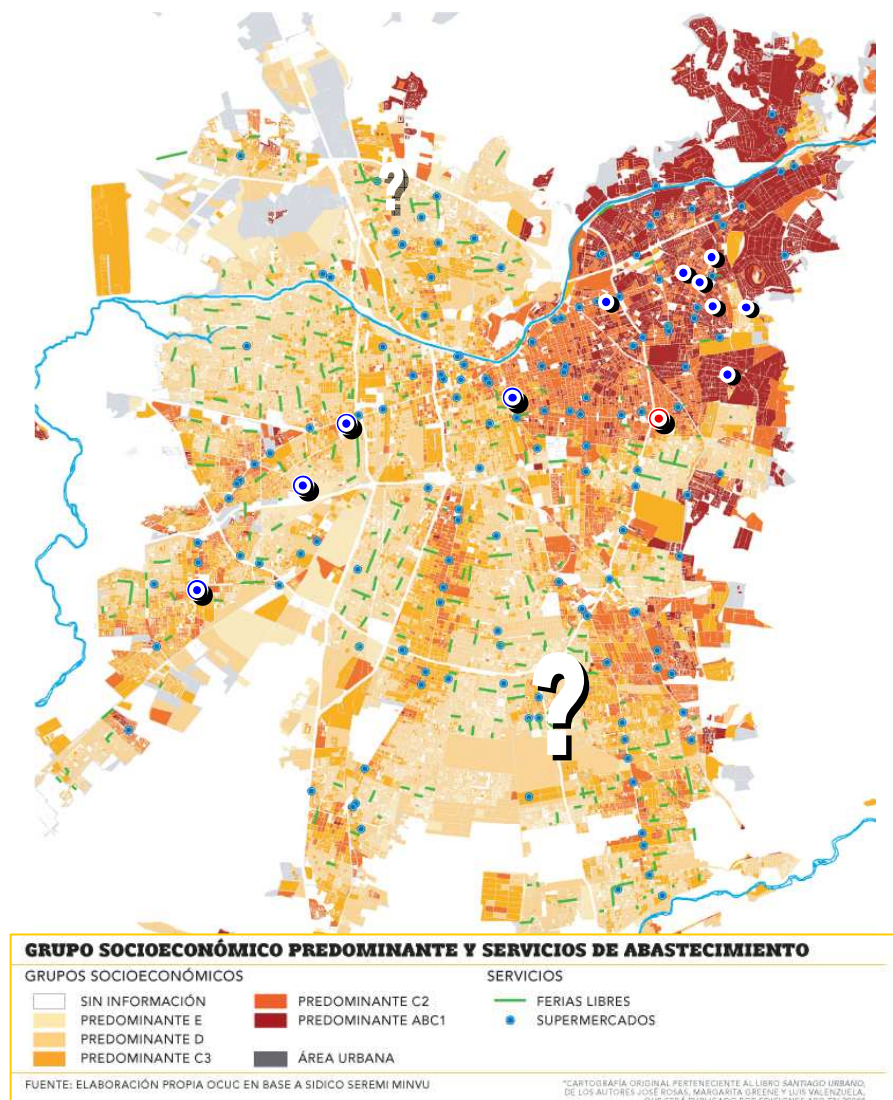 ?
?
GRUPO SOCIOECONÓMICO PREDOMINANTE Y SERVICIOS DE ABASTECIMIENTO
GRUPOS SOCIOECONÓMICOS
SIN INFORMACIÓN
PREDOMINANTE E
PREDOMINANTE D
PREDOMINANTE C3
PREDOMINANTE C2
PREDOMINANTE ABC1
ÁREA URBANA
SERVICIOS
FERIAS LIBRES
SUPERMERCADOS
FUENTE: ELABORACIÓN PROPIA OCUC EN BASE A SIDICO SEREMI MINVU
*CARTOGRAFÍA ORIGINAL PERTENECIENTE AL LIBRO SANTIAGO URBANO,
DE LOS AUTORES JOSÉ ROSAS, MARGARITA GREENE Y LUIS VALENZUELA,